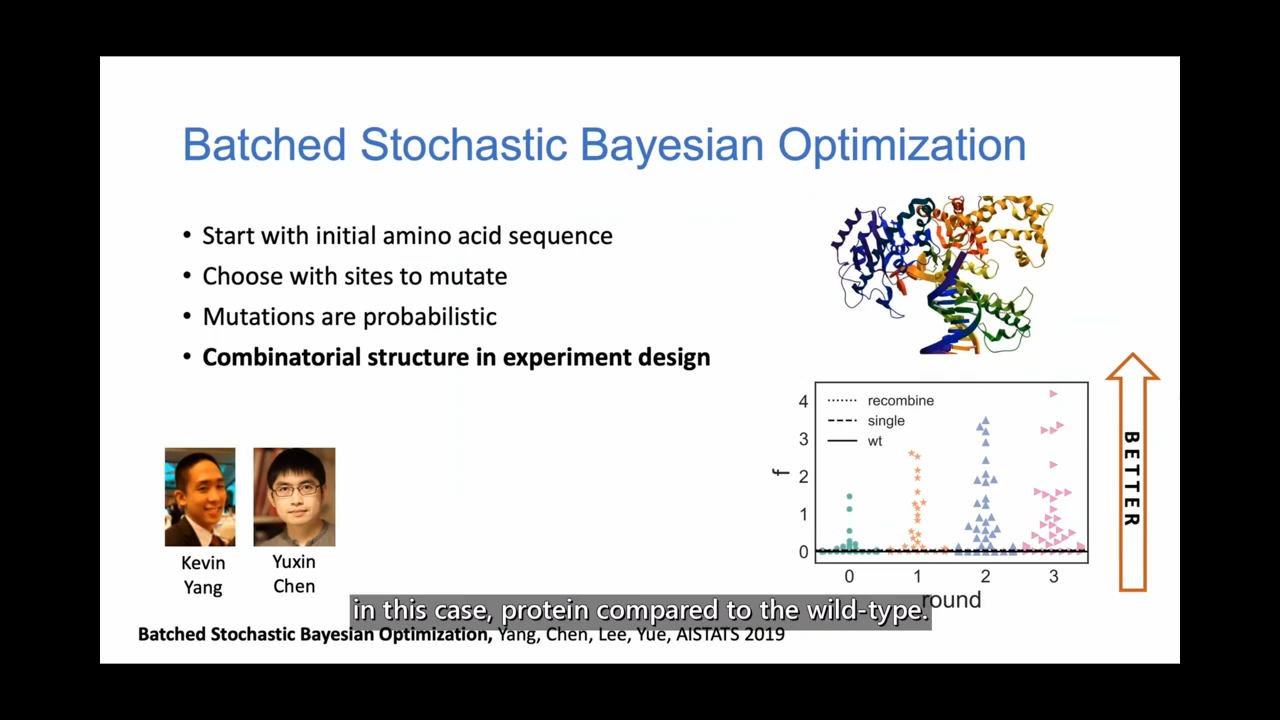 Batched Stochastic Bayesian Optimization
• Start with initial amino acid sequence
• Choose with sites to mutate
• Mutations are probabilistic
• Combinatorial structure in experiment design
Kevin
Yang
Yuxin
Chen
4
3
2
1
0
f
recombine
single
wt
0 1 2 3
round
BETTER
in this case, protein compared to the wild-type.
Batched Stochastic Bayesian Optimization, Yang, Chen, Lee, Yue, AISTATS 2019